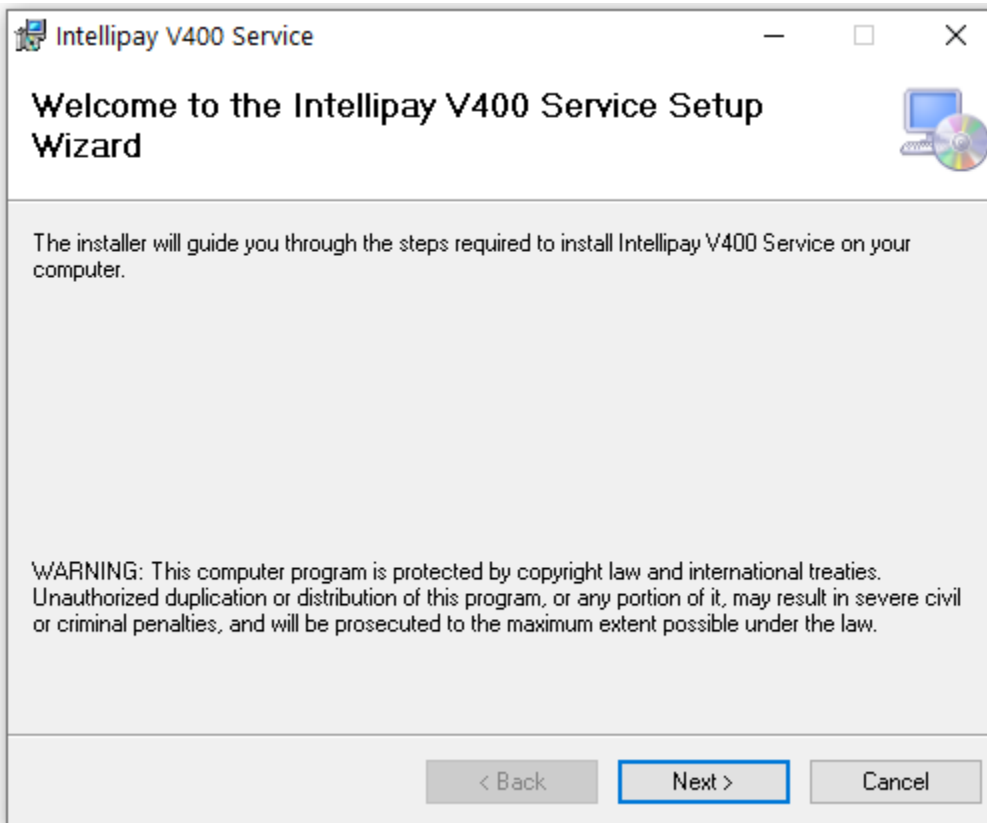 Intellipay V400 Service
Welcome to the Intellipay V400 Service Setup
Wizard
The installer will guide you through the steps required to install Intellipay V400 Service on your
computer.
WARNING: This computer program is protected by copyright law and international treaties.
Unauthorized duplication or distribution of this program, or any portion of it, may result in severe civil
or criminal penalties, and will be prosecuted to the maximum extent possible under the law.
< Back
Next >
Cancel